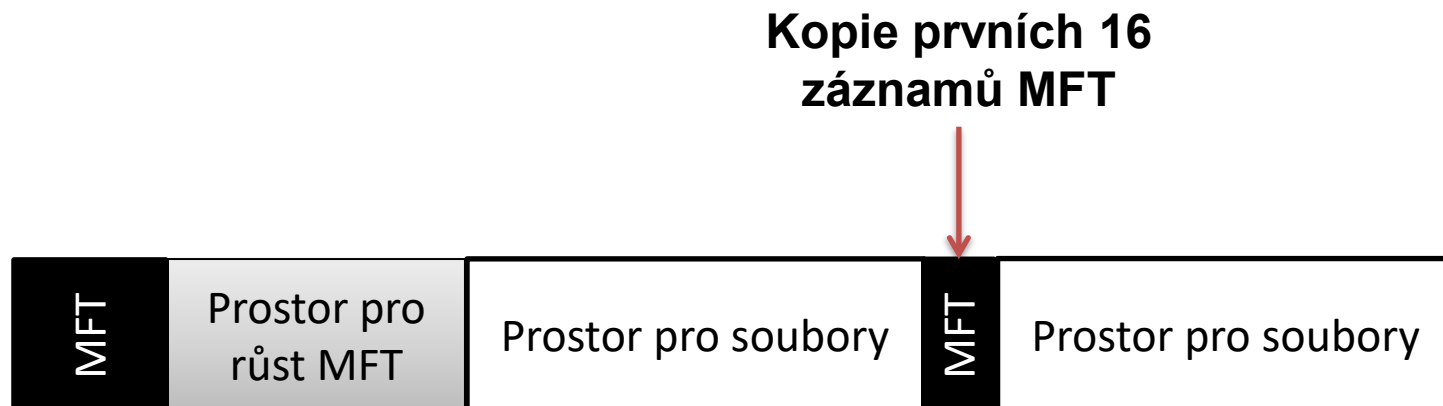 Kopie prvních 16
záznamů MFT
MFT
Prostor pro
růst MFT
Prostor pro soubory
MFT
Prostor pro soubory